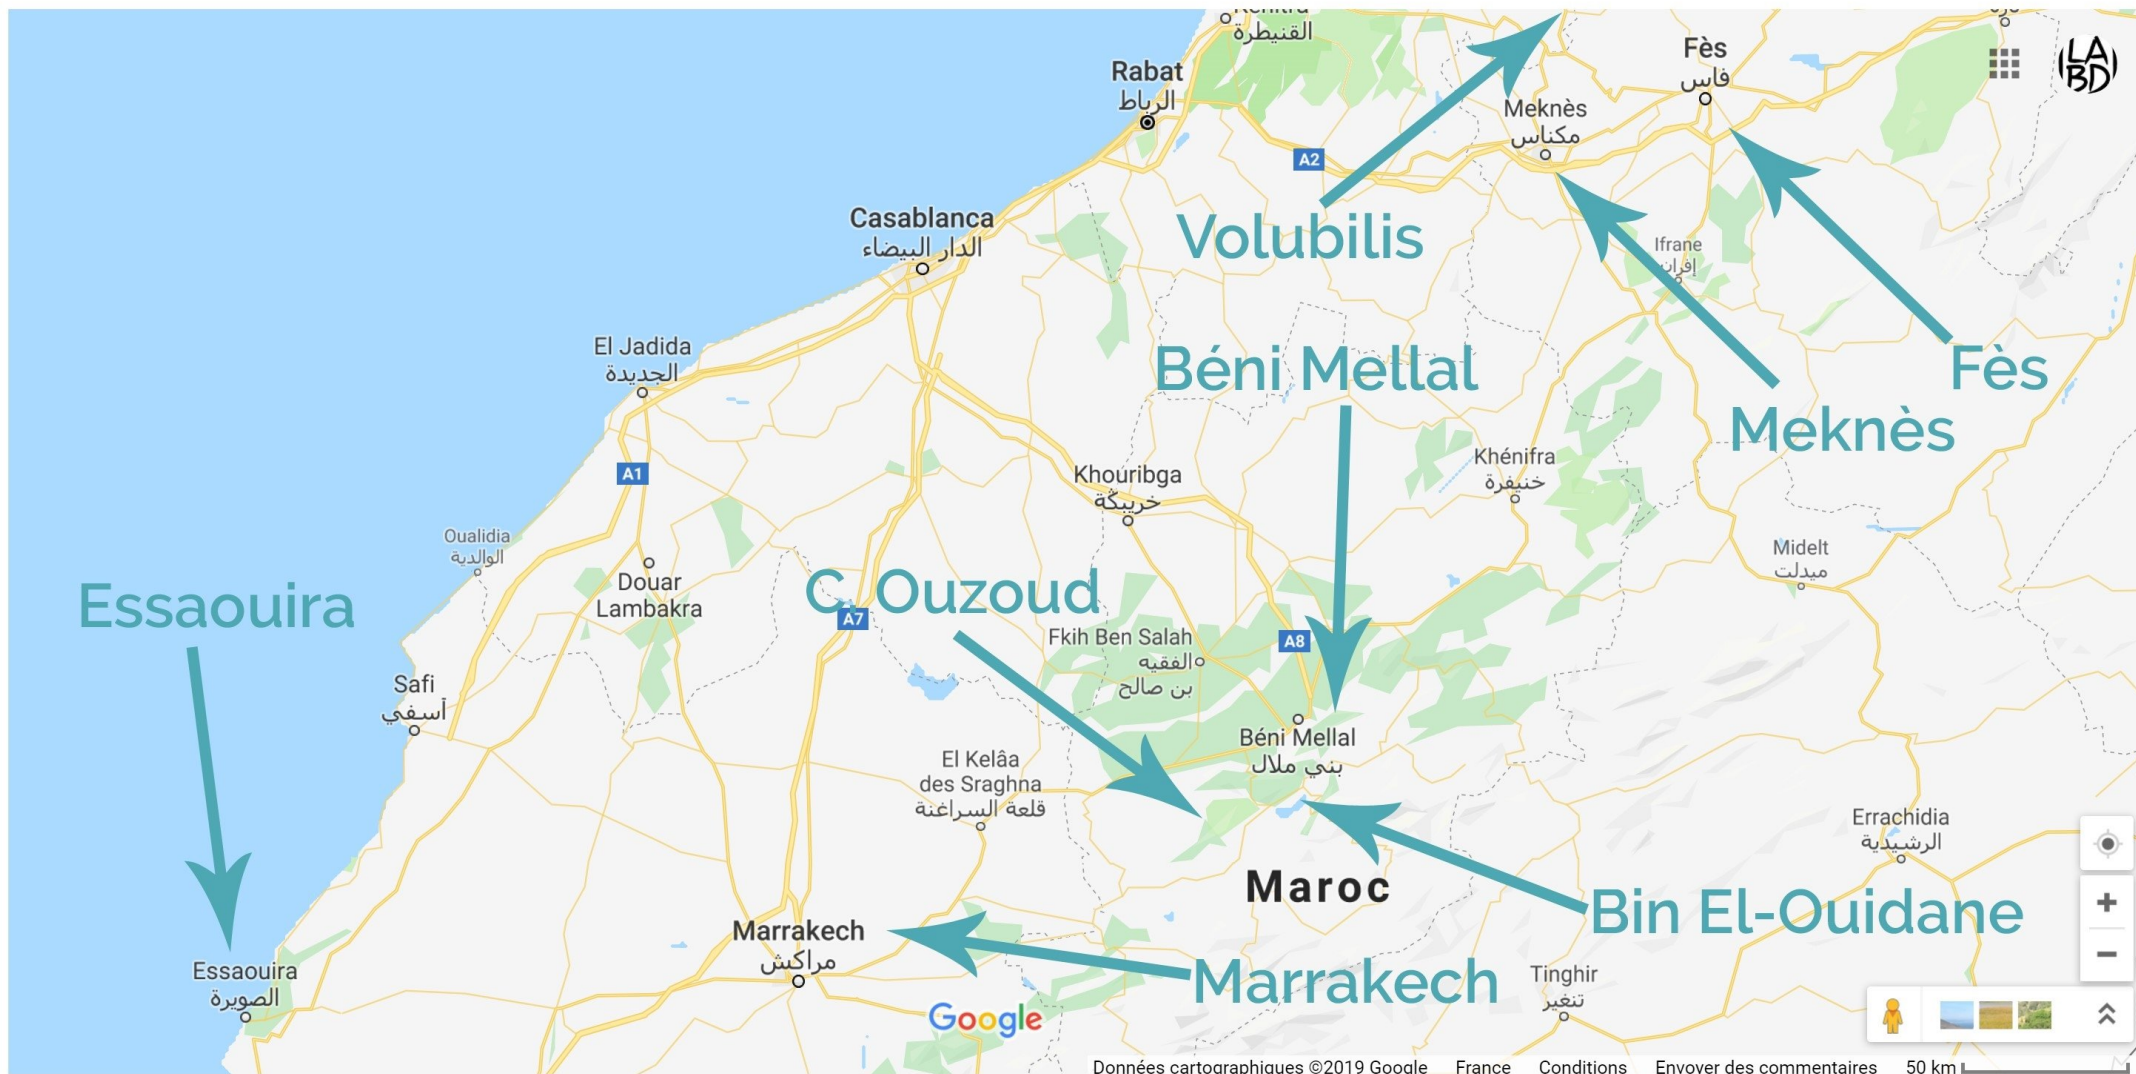 القنيطرة
Rabat
الرباط
Fès
فاس
LA
BD
Meknès
مكناس
A2
Casablanca
الدار البيضاء
Volubilis
Ifrane
إفران
El Jadida
الجديدة
Béni Mellal
Fès
Meknès
A1
Khouribga
خريبكة
Khénifra
خنيفرة
Oualidia
الوالدية
Midelt
ميدلت
Essaouira
Douar
Lambakra
C. Ouzoud
A7
Fkih Ben Salah
الفقيه
بن صالح
A8
Safi
أسفي
Béni Mellal
بني ملال
El Kelâa
des Sraghna
قلعة السراغنة
Errachidia
الرشيدية
Maroc
Bin El-Ouidane
Marrakech
مراكش
Marrakech
Essaouira
الصويرة
Tinghir
تنغير
Google
Données cartographiques ©2019 Google France Conditions Envoyer des commentaires 50 km